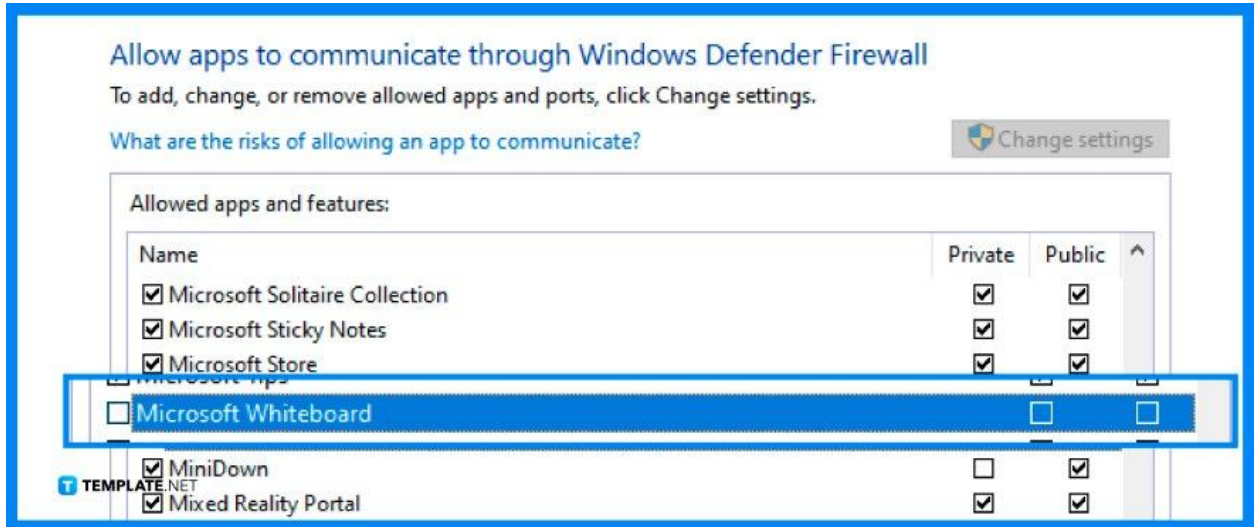 Allow apps to communicate through Windows Defender Firewall
To add, change, or remove allowed apps and ports, click Change settings.
What are the risks of allowing an app to communicate?
Change settings
Allowed apps and features:
Name Private Public
Microsoft Solitaire Collection
Microsoft Sticky Notes
Microsoft Store
Microsoft Tips
Microsoft Whiteboard
MiniDown
T TEMPLATE.NET
Mixed Reality Portal